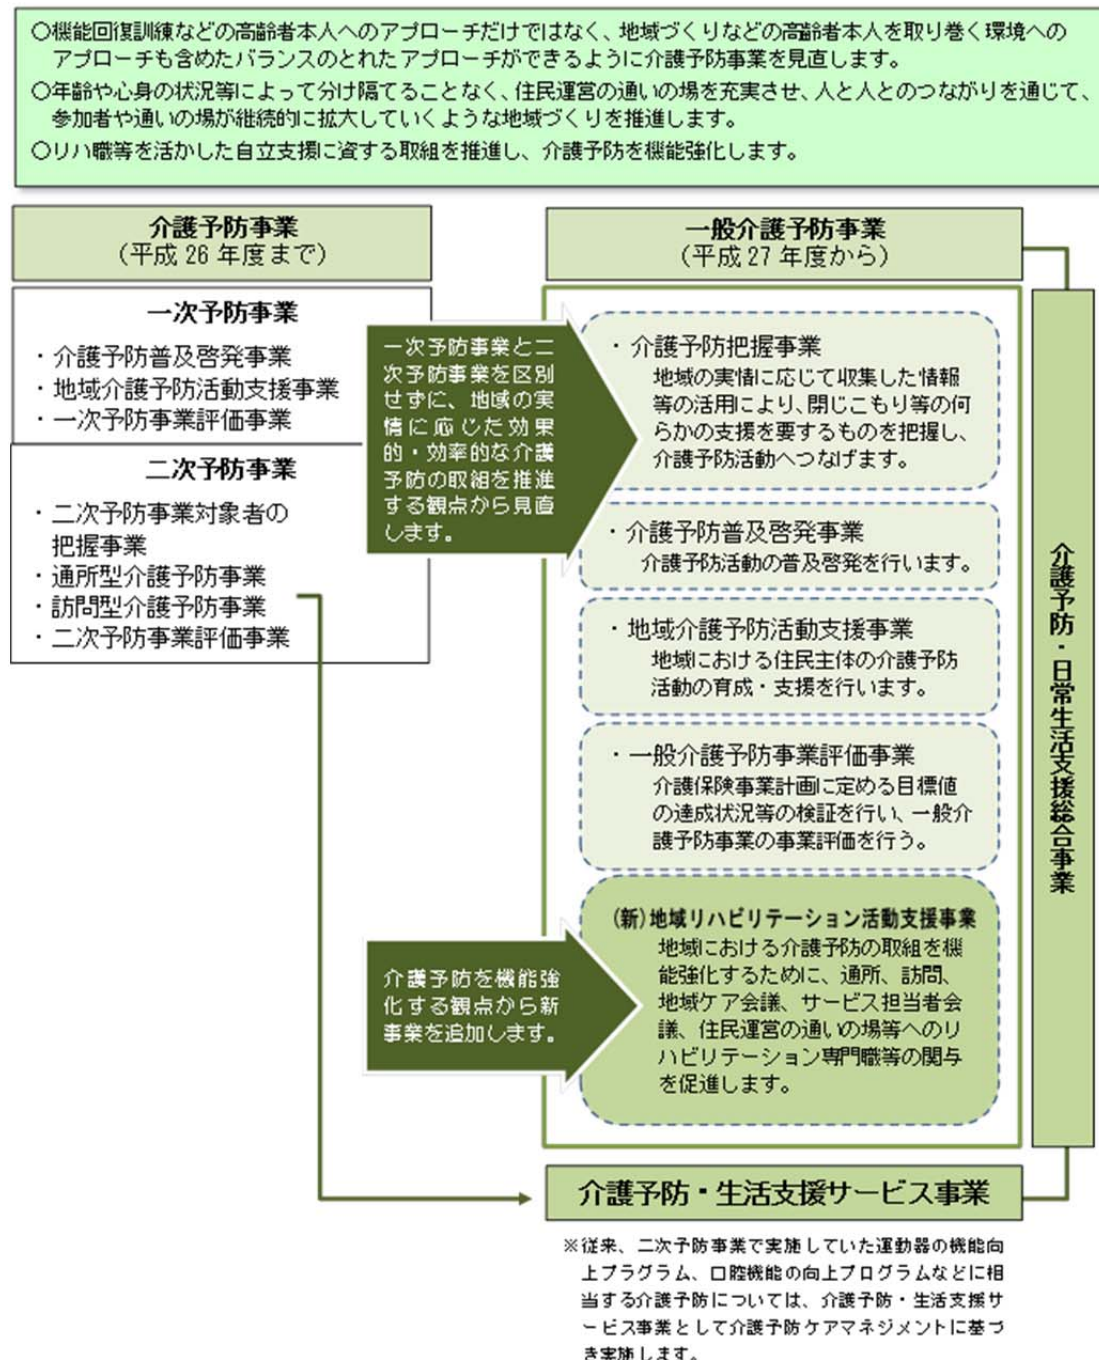 〇機能回復訓練などの高齢者本人へのアプローチだけではなく、地域づくりなどの高齢者本人を取り巻く環境への
アプローチも含めたバランスのとれたアプローチができるように介護予防事業を見直します。
〇年齢や心身の状況等によって分け隔てることなく、住民運営の通いの場を充実させ、人と人とのつながりを通じて、
参加者や通いの場が継続的に拡大していくような地域づくりを推進します。
〇リハ職等を活かした自立支援に資する取組を推進し、介護予防を機能強化します。
介護予防事業
(平成 26 年度まで)
一次予防事業
・介護予防普及啓発事業
・地域介護予防活動支援事業
・一次予防事業評価事業
二次予防事業
・二次予防事業対象者の
把握事業
・通所型介護予防事業
・訪問型介護予防事業
・二次予防事業評価事業
一次予防事業と二
次予防事業を区別
せずに、地域の実
情に応じた効果
的・効率的な介護
予防の取組を推進
する観点から見直
します。
介護予防を機能強
化する観点から新
事業を追加します。
一般介護予防事業
(平成 27 年度から)
・介護予防把握事業
地域の実情に応じて収集した情報
等の活用により、閉じこもり等の何
らかの支援を要するものを把握し、
介護予防活動へつなげます。
・介護予防普及啓発事業
介護予防活動の普及啓発を行います。
・地域介護予防活動支援事業
地域における住民主体の介護予防
活動の育成・支援を行います。
・一般介護予防事業評価事業
介護保険事業計画に定める目標値
の達成状況等の検証を行い、一般介
護予防事業の事業評価を行う。
(新)地域リハビリテーション活動支援事業
地域における介護予防の取組を機
能強化するために、通所、訪問、
地域ケア会議、サービス担当者会
議、住民運営の通いの場等へのリ
ハビリテーション専門職等の関与
を促進します。
介護予防・日常生活支援総合事業
介護予防・生活支援サービス事業
※従来、二次予防事業で実施していた運動器の機能向
上プラグラム、口腔機能の向上プログラムなどに相
当する介護予防については、介護予防・生活支援サ
ービス事業として介護予防ケアマネジメントに基づ
き実施します。